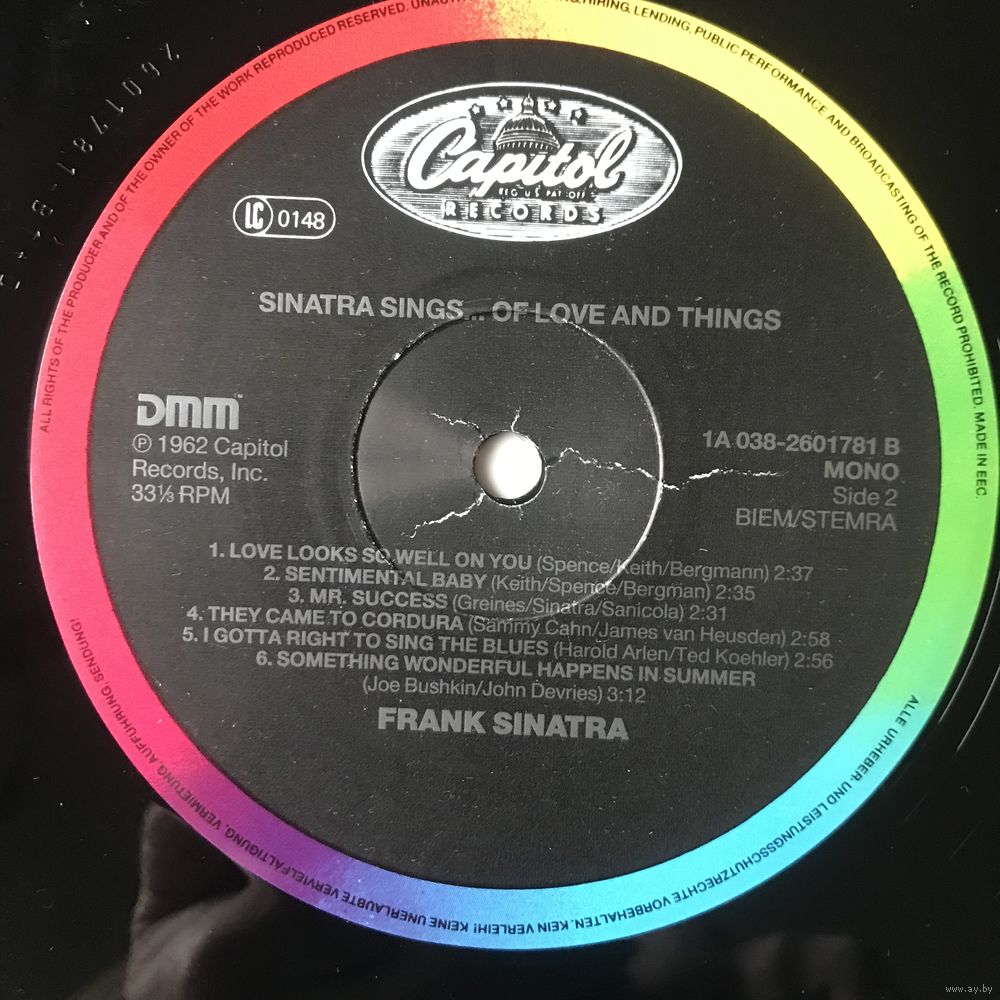 ALL RIGHTS OF THE PRODUCER AND OF THE OWNER OF THE WORK REPRODUCED RESERVED.
HIRING, LENDING, PUBLIC PERFORMANCE AND BROADCASTING OF THE RECORD PROHIBITED. MADE IN EEC.
Capitol
REG U S PAT OFF
RECORDS
LC 0148
SINATRA SINGS... OF LOVE AND THINGS
DMM™
℗ 1962 Capitol
Records, Inc.
33⅓ RPM
1A 038-2601781 B
MONO
Side 2
BIEM/STEMRA
1. LOVE LOOKS SO WELL ON YOU (Spence/Keith/Bergmann) 2:37
2. SENTIMENTAL BABY (Keith/Spence/Bergman) 2:35
3. MR. SUCCESS (Greines/Sinatra/Sanicola) 2:31
4. THEY CAME TO CORDURA (Sammy Cahn/James van Heusden) 2:58
5. I GOTTA RIGHT TO SING THE BLUES (Harold Arlen/Ted Koehler) 2:56
6. SOMETHING WONDERFUL HAPPENS IN SUMMER
(Joe Bushkin/John Devries) 3:12
FRANK SINATRA
ALLE URHEBER- UND LEISTUNGSSCHUTZRECHTE VORBEHALTEN. KEIN VERLEIH! KEINE UNERLAUBTE VERVIELFÄLTIGUNG, VERMIETUNG, AUFFÜHRUNG, SENDUNG!
www.ay.by